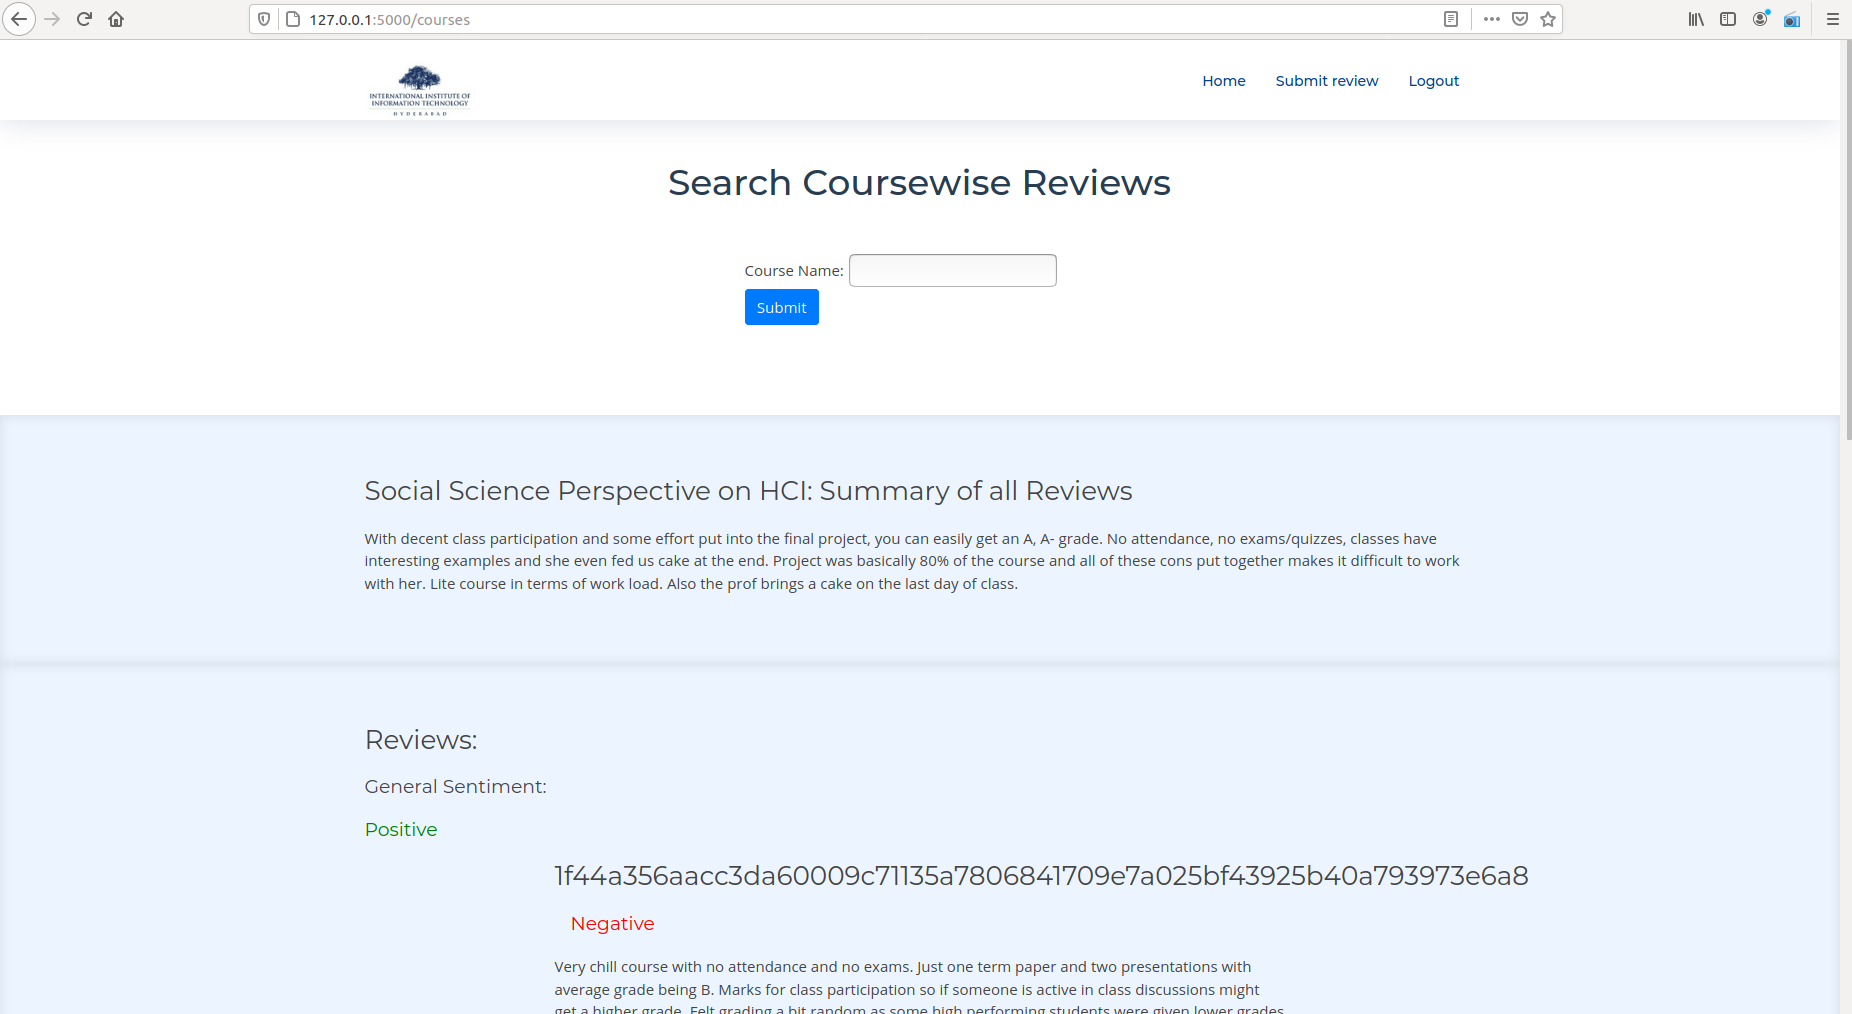 127.0.0.1:5000/courses
INTERNATIONAL INSTITUTE OF
INFORMATION TECHNOLOGY
HYDERABAD
Home Submit review Logout
Search Coursewise Reviews
Course Name:
Submit
Social Science Perspective on HCI: Summary of all Reviews
With decent class participation and some effort put into the final project, you can easily get an A, A- grade. No attendance, no exams/quizzes, classes have
interesting examples and she even fed us cake at the end. Project was basically 80% of the course and all of these cons put together makes it difficult to work
with her. Lite course in terms of work load. Also the prof brings a cake on the last day of class.
Reviews:
General Sentiment:
Positive
1f44a356aacc3da60009c71135a7806841709e7a025bf43925b40a793973e6a8
Negative
Very chill course with no attendance and no exams. Just one term paper and two presentations with
average grade being B. Marks for class participation so if someone is active in class discussions might
get a higher grade. Felt grading a bit random as some high performing students were given lower grades